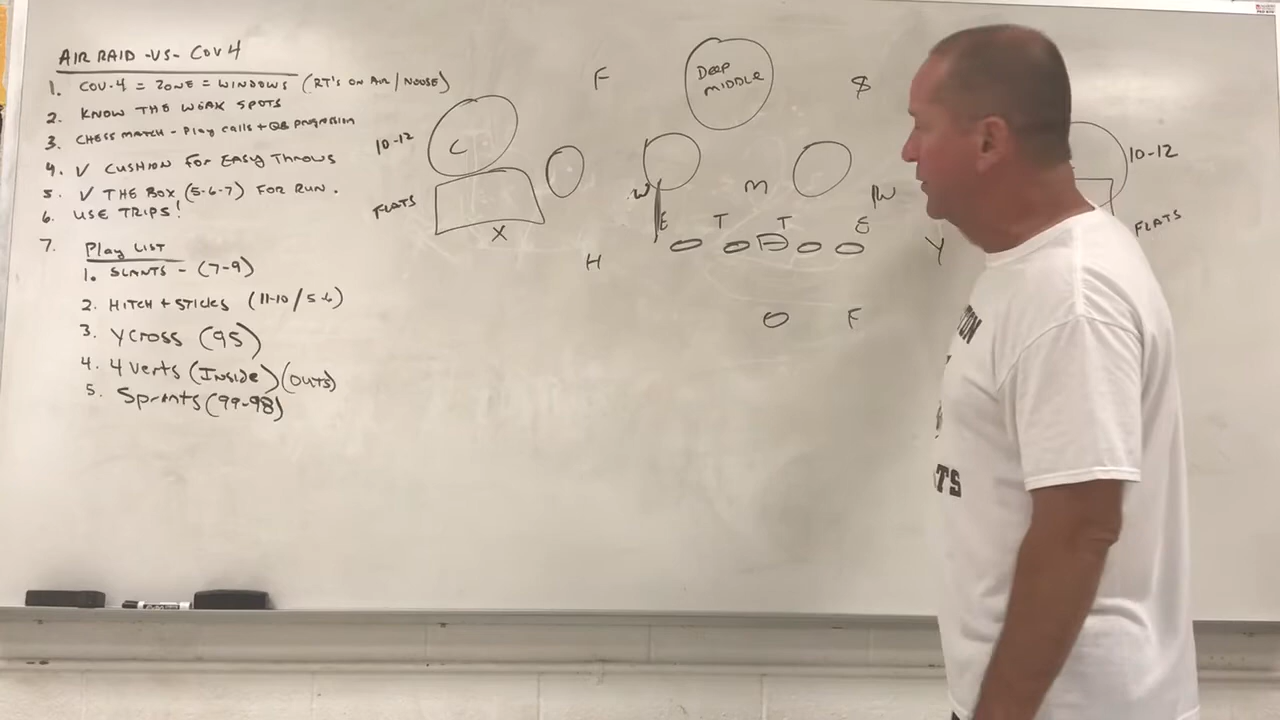 AIR RAID -VS- COV 4
1. COV.4 = ZONE = WINDOWS (RT'S ON AIR / NOOSE)
2. KNOW THE WEAK SPOTS
3. CHESS MATCH - Play calls + QB progression
4. ✓ CUSHION FOR EASY THROWS
5. ✓ THE BOX (5-6-7) FOR RUN.
6. USE TRIPS!
7. Play LIST
1. SLANTS - (7-9)
2. HITCH + STICKS (11-10 / 5-6)
3. Y CROSS (95)
4. 4 Verts (INSIDE) (OUTS)
5. Sprints (99-98)
F
DEEP MIDDLE
$
10-12
C
10-12
FLATS
W
M
W
FLATS
X
E
T
T
E
H
Y
F
TS